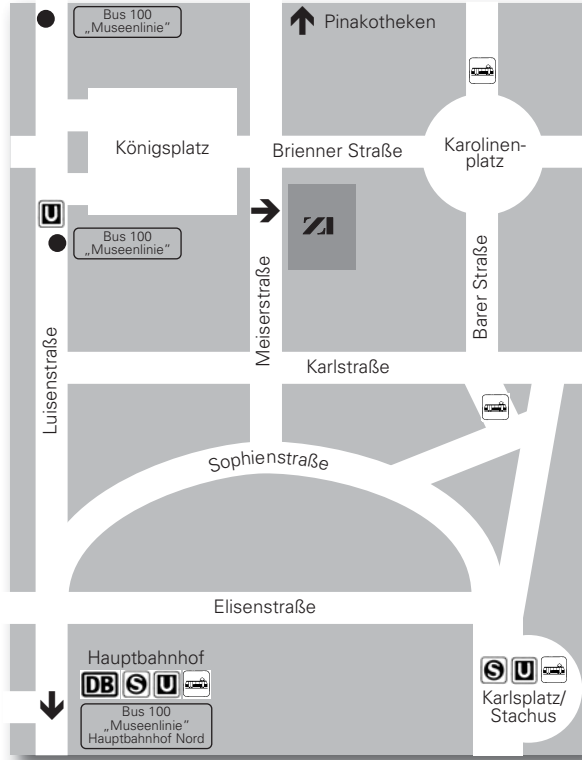 Bus 100
„Museenlinie“
Pinakotheken
Königsplatz
Brienner Straße
Karolinen-
platz
U
Bus 100
„Museenlinie“
ZI
Meiserstraße
Barer Straße
Luisenstraße
Karlstraße
Sophienstraße
Elisenstraße
Hauptbahnhof
DB S U
Bus 100
„Museenlinie“
Hauptbahnhof Nord
S U
Karlsplatz/
Stachus